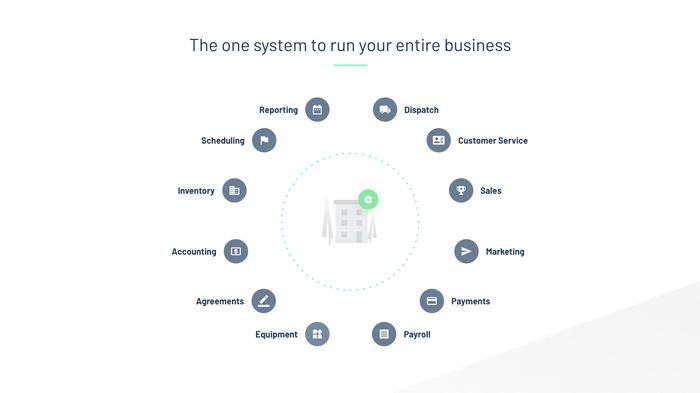 The one system to run your entire business
Reporting
Dispatch
Scheduling
Customer Service
Inventory
Sales
Accounting
Marketing
Agreements
Payments
Equipment
Payroll